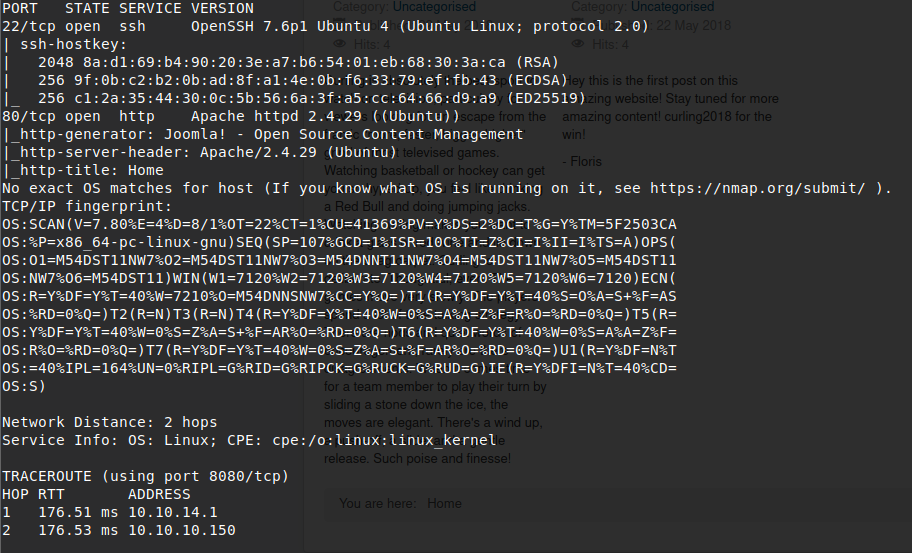 PORT   STATE SERVICE VERSION
22/tcp open  ssh     OpenSSH 7.6p1 Ubuntu 4 (Ubuntu Linux; protocol 2.0)
| ssh-hostkey:
|   2048 8a:d1:69:b4:90:20:3e:a7:b6:54:01:eb:68:30:3a:ca (RSA)
|   256 9f:0b:c2:b2:0b:ad:8f:a1:4e:0b:f6:33:79:ef:fb:43 (ECDSA)
|_  256 c1:2a:35:44:30:0c:5b:56:6a:3f:a5:cc:64:66:d9:a9 (ED25519)
80/tcp open  http    Apache httpd 2.4.29 ((Ubuntu))
|_http-generator: Joomla! - Open Source Content Management
|_http-server-header: Apache/2.4.29 (Ubuntu)
|_http-title: Home
No exact OS matches for host (If you know what OS is running on it, see https://nmap.org/submit/ ).
TCP/IP fingerprint:
OS:SCAN(V=7.80%E=4%D=8/1%OT=22%CT=1%CU=41369%PV=Y%DS=2%DC=T%G=Y%TM=5F2503CA
OS:%P=x86_64-pc-linux-gnu)SEQ(SP=107%GCD=1%ISR=10C%TI=Z%CI=I%II=I%TS=A)OPS(
OS:O1=M54DST11NW7%O2=M54DST11NW7%O3=M54DNNT11NW7%O4=M54DST11NW7%O5=M54DST11
OS:NW7%O6=M54DST11)WIN(W1=7120%W2=7120%W3=7120%W4=7120%W5=7120%W6=7120)ECN(
OS:R=Y%DF=Y%T=40%W=7210%O=M54DNNSNW7%CC=Y%Q=)T1(R=Y%DF=Y%T=40%S=O%A=S+%F=AS
OS:%RD=0%Q=)T2(R=N)T3(R=N)T4(R=Y%DF=Y%T=40%W=0%S=A%A=Z%F=R%O=%RD=0%Q=)T5(R=
OS:Y%DF=Y%T=40%W=0%S=Z%A=S+%F=AR%O=%RD=0%Q=)T6(R=Y%DF=Y%T=40%W=0%S=A%A=Z%F=
OS:R%O=%RD=0%Q=)T7(R=Y%DF=Y%T=40%W=0%S=Z%A=S+%F=AR%O=%RD=0%Q=)U1(R=Y%DF=N%T
OS:=40%IPL=164%UN=0%RIPL=G%RID=G%RIPCK=G%RUCK=G%RUD=G)IE(R=Y%DFI=N%T=40%CD=
OS:S)
Network Distance: 2 hops
Service Info: OS: Linux; CPE: cpe:/o:linux:linux_kernel
TRACEROUTE (using port 8080/tcp)
HOP RTT       ADDRESS
1   176.51 ms 10.10.14.1
2   176.53 ms 10.10.10.150
Category: Uncategorised
Hits: 4
escape from the
televised games.
Watching basketball or hockey can get
a Red Bull and doing jumping jacks.
for a team member to play their turn by
sliding a stone down the ice, the
moves are elegant. There's a wind up,
release. Such poise and finesse!
Category: Uncategorised
22 May 2018
Hits: 4
Hey this is the first post on this
amazing website! Stay tuned for more
amazing content! curling2018 for the
win!
- Floris
You are here: Home